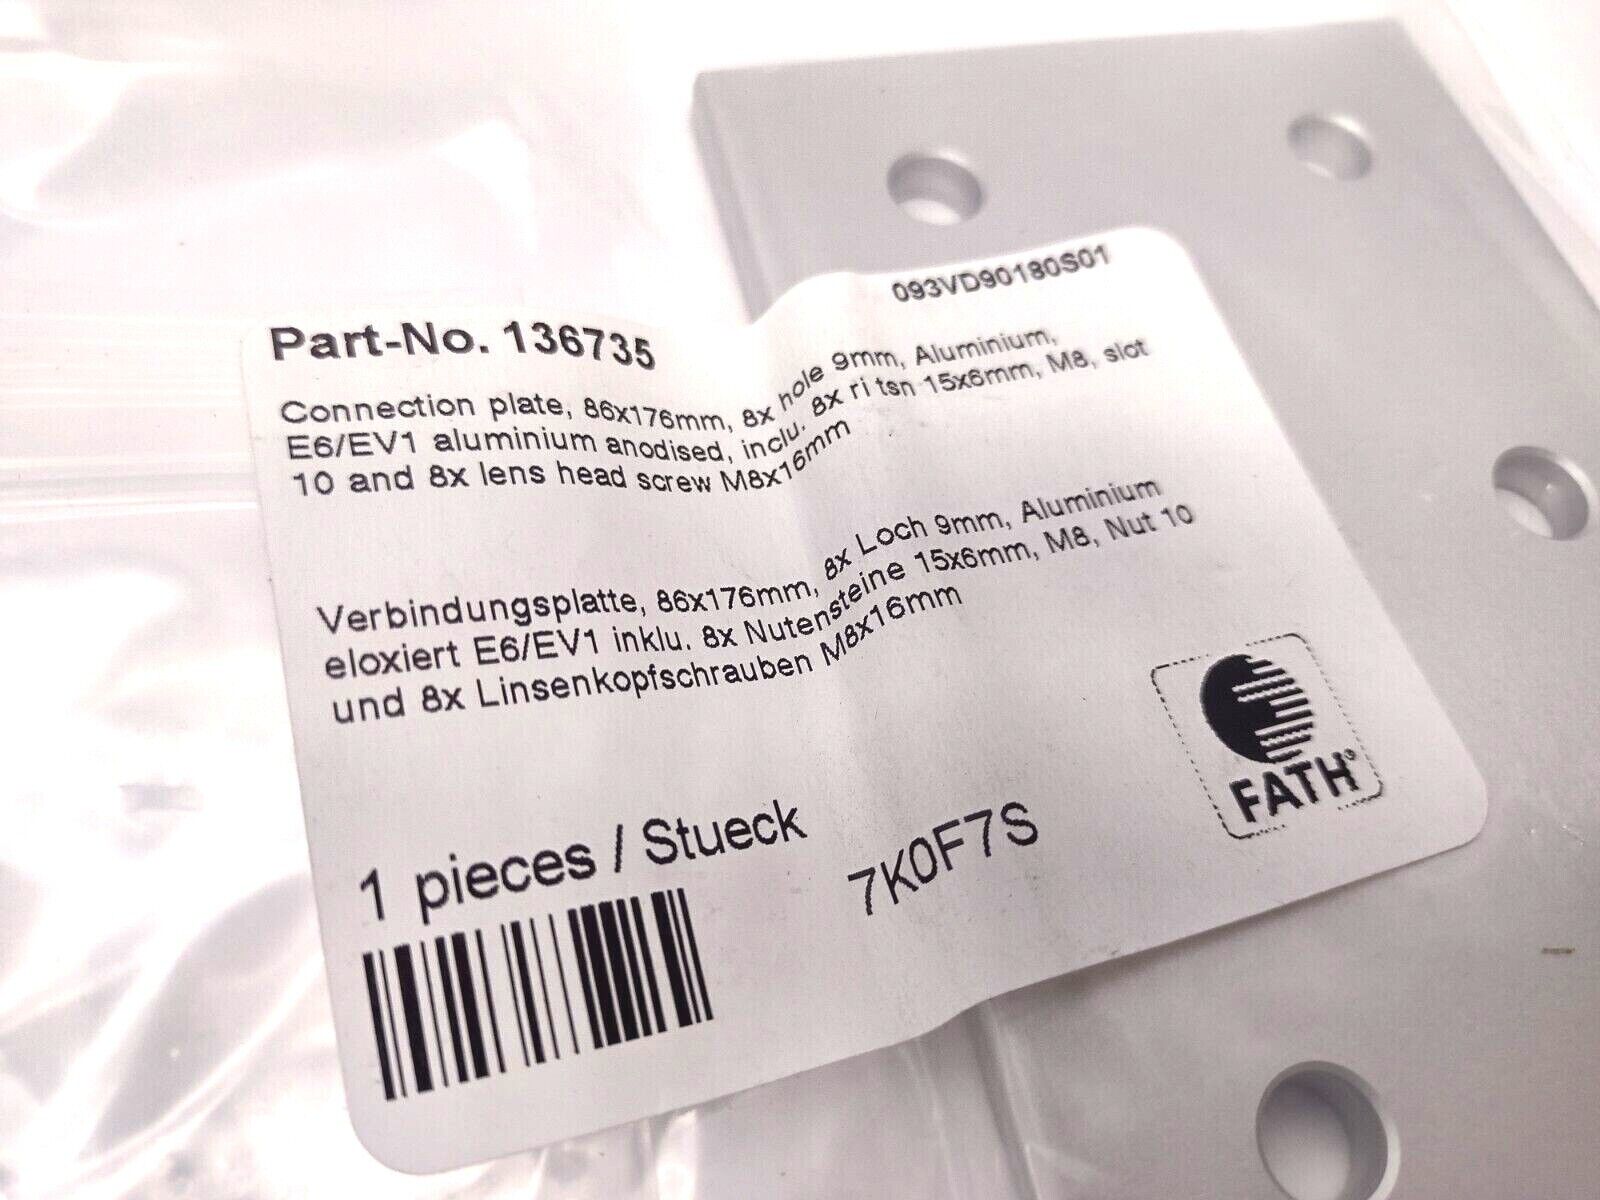 093VD90180S01
Part-No. 136735
Connection plate, 86x176mm, 8x hole 9mm, Aluminium,
E6/EV1 aluminium anodised, inclu. 8x ri tsn 15x6mm, M8, slot
10 and 8x lens head screw M8x16mm
Verbindungsplatte, 86x176mm, 8x Loch 9mm, Aluminium
eloxiert E6/EV1 inklu. 8x Nutensteine 15x6mm, M8, Nut 10
und 8x Linsenkopfschrauben M8x16mm
FATH®
1 pieces / Stueck
7K0F7S